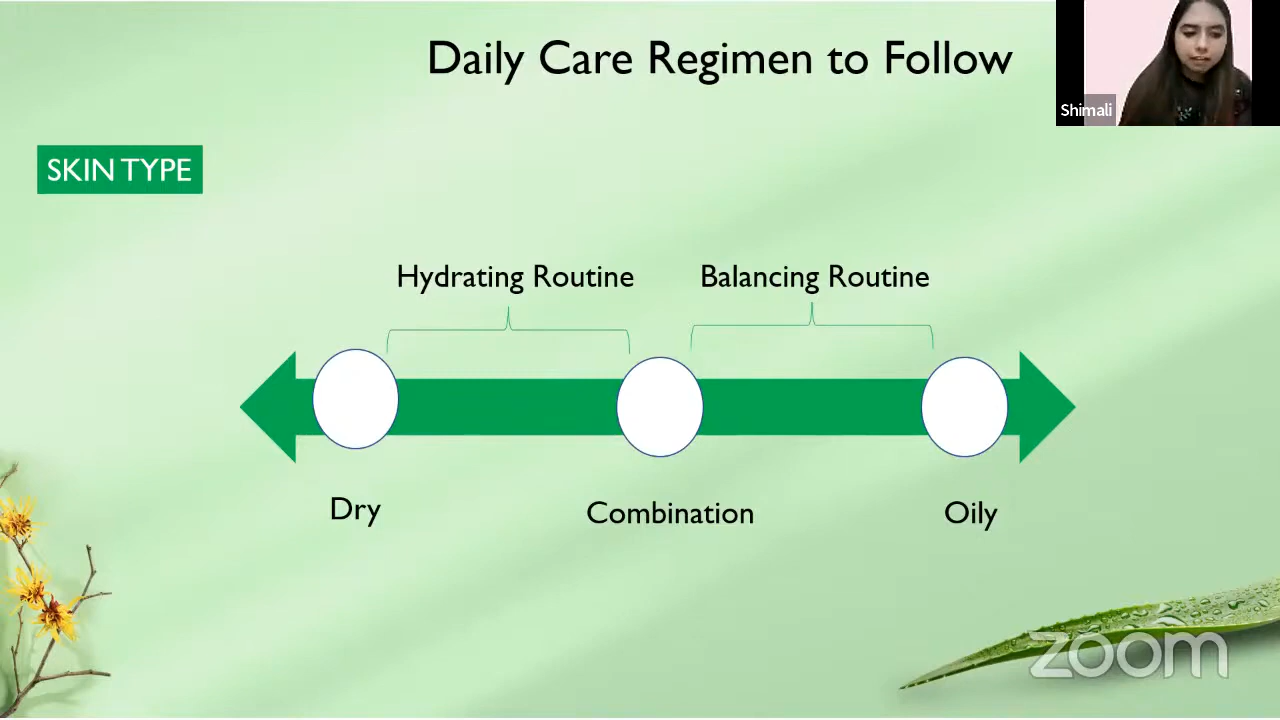 Daily Care Regimen to Follow
Shimali
SKIN TYPE
Hydrating Routine
Balancing Routine
Dry
Combination
Oily
zoom